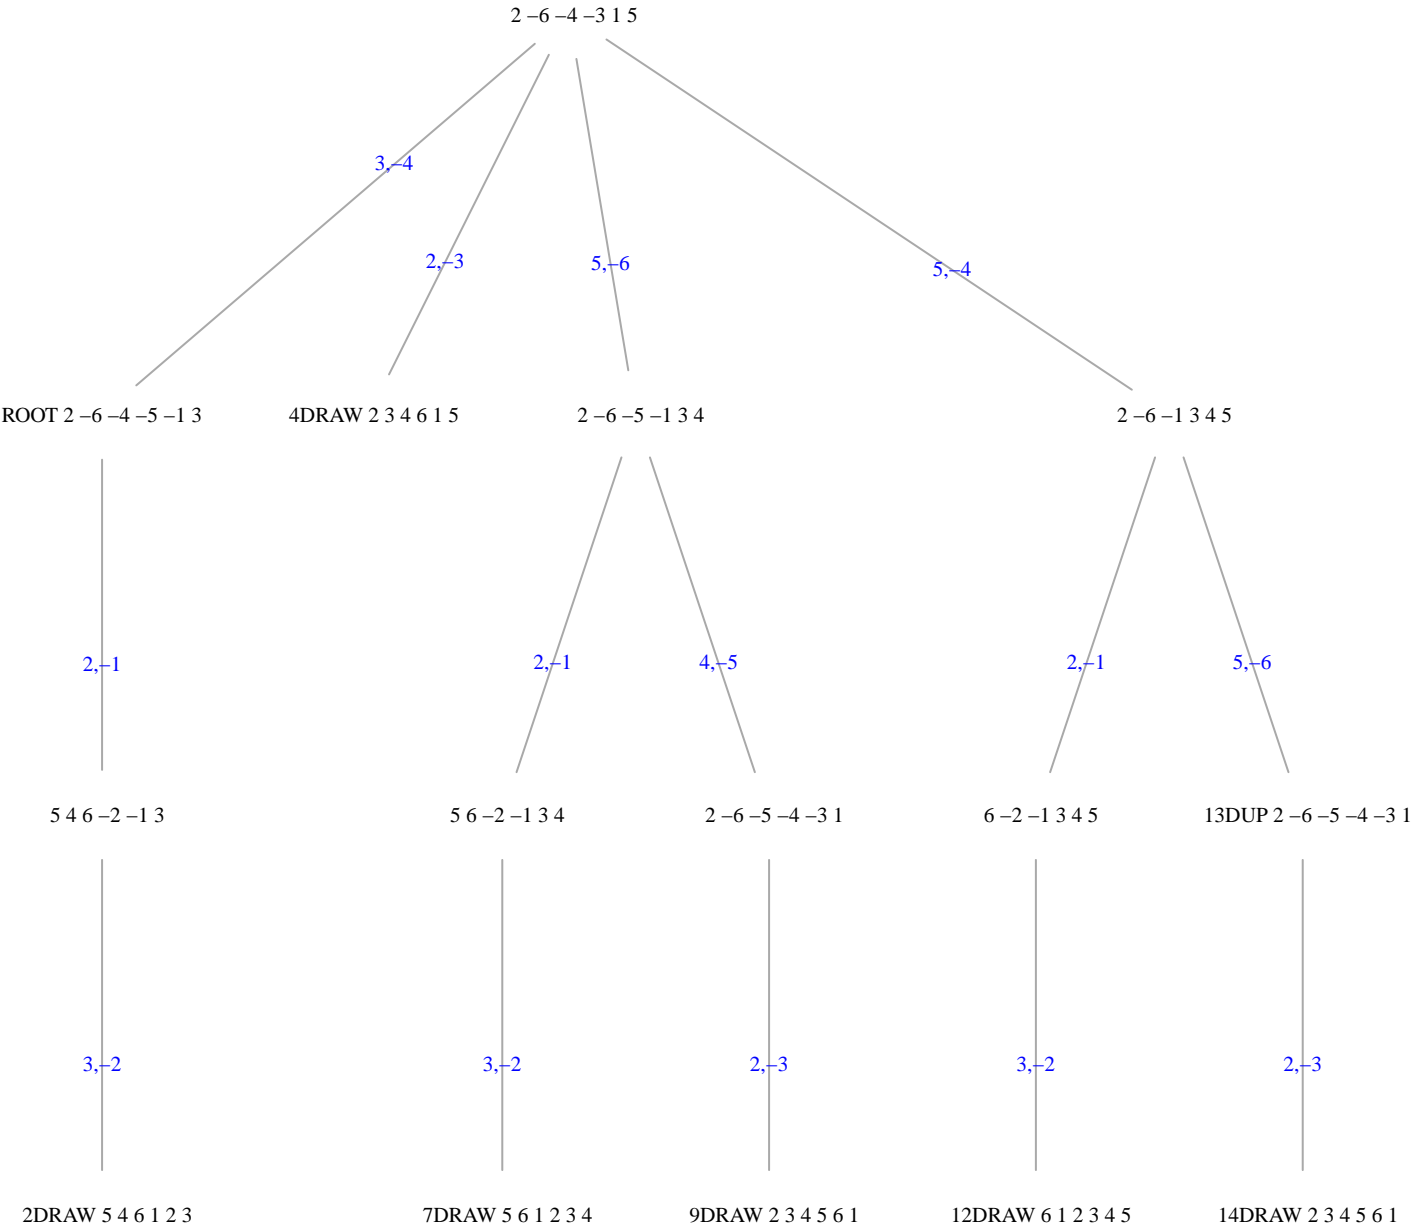 2 –6 –4 –3 1 5
3,–4
2,–3
5,–6
5,–4
ROOT 2 –6 –4 –5 –1 3
4DRAW 2 3 4 6 1 5
2 –6 –5 –1 3 4
2 –6 –1 3 4 5
2,–1
2,–1
4,–5
2,–1
5,–6
5 4 6 –2 –1 3
5 6 –2 –1 3 4
2 –6 –5 –4 –3 1
6 –2 –1 3 4 5
13DUP 2 –6 –5 –4 –3 1
3,–2
3,–2
2,–3
3,–2
2,–3
2DRAW 5 4 6 1 2 3
7DRAW 5 6 1 2 3 4
9DRAW 2 3 4 5 6 1
12DRAW 6 1 2 3 4 5
14DRAW 2 3 4 5 6 1